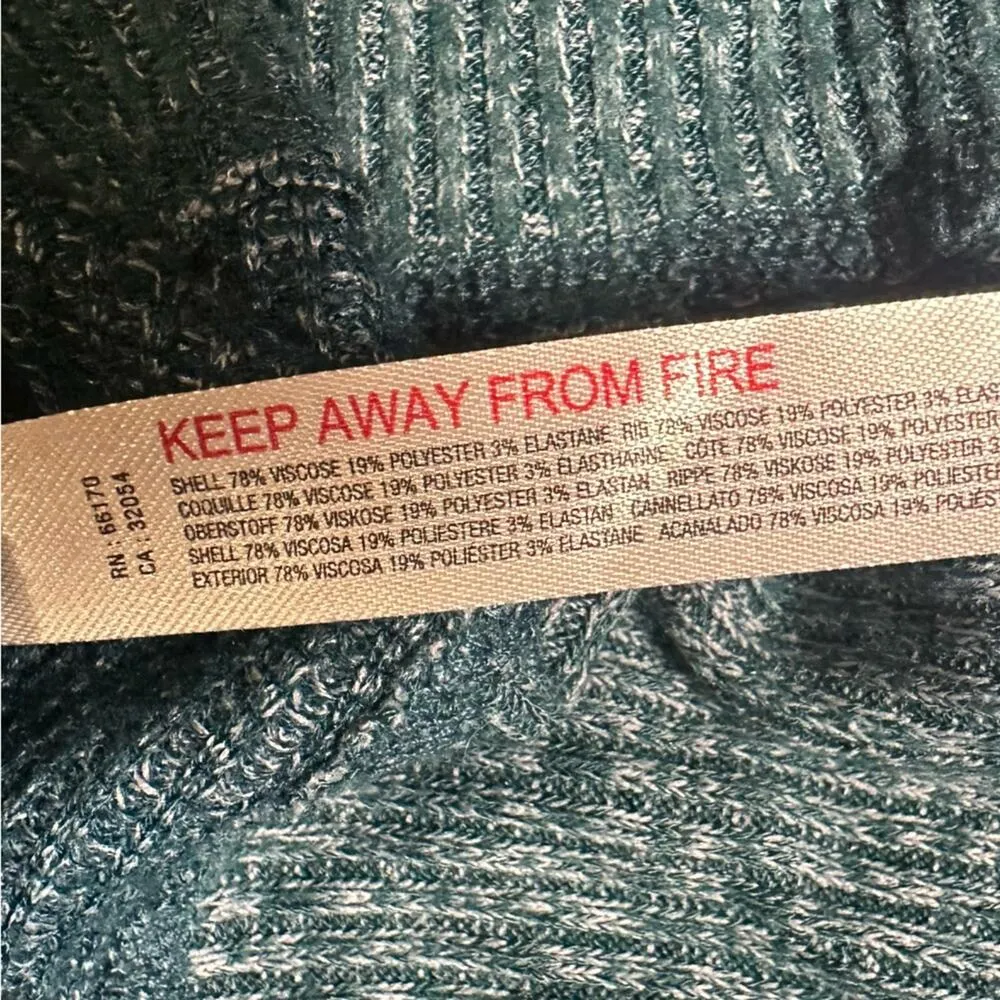 KEEP AWAY FROM FIRE
SHELL 78% VISCOSE 19% POLYESTER 3% ELASTANE RIB 78% VISCOSE 19% POLYESTER 3% ELAS
COQUILLE 78% VISCOSE 19% POLYESTER 3% ELASTHANNE CÔTE 78% VISCOSE 19% POLYESTER
OBERSTOFF 78% VISKOSE 19% POLYESTER 3% ELASTAN RIPPE 78% VISKOSE 19% POLYESTER 3
SHELL 78% VISCOSA 19% POLIESTERE 3% ELASTAN CANNELLATO 78% VISCOSA 19% POLIESTER
EXTERIOR 78% VISCOSA 19% POLIÉSTER 3% ELASTANE ACANALADO 78% VISCOSA 19% POLIÉS
RN : 66170
CA : 32054